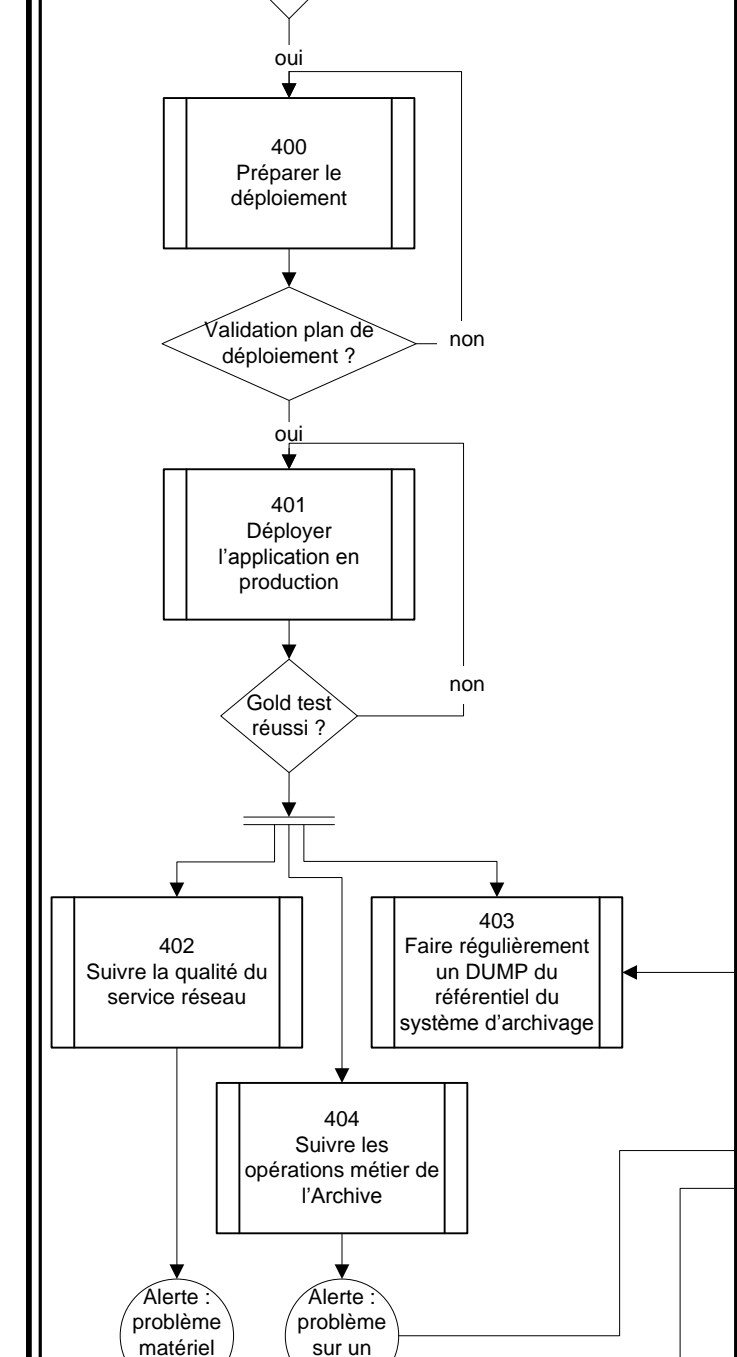 oui
400
Préparer le
déploiement
Validation plan de
déploiement ?
non
oui
401
Déployer
l’application en
production
Gold test
réussi ?
non
402
Suivre la qualité du
service réseau
403
Faire régulièrement
un DUMP du
référentiel du
système d’archivage
404
Suivre les
opérations métier de
l’Archive
Alerte :
problème
matériel
Alerte :
problème
sur un